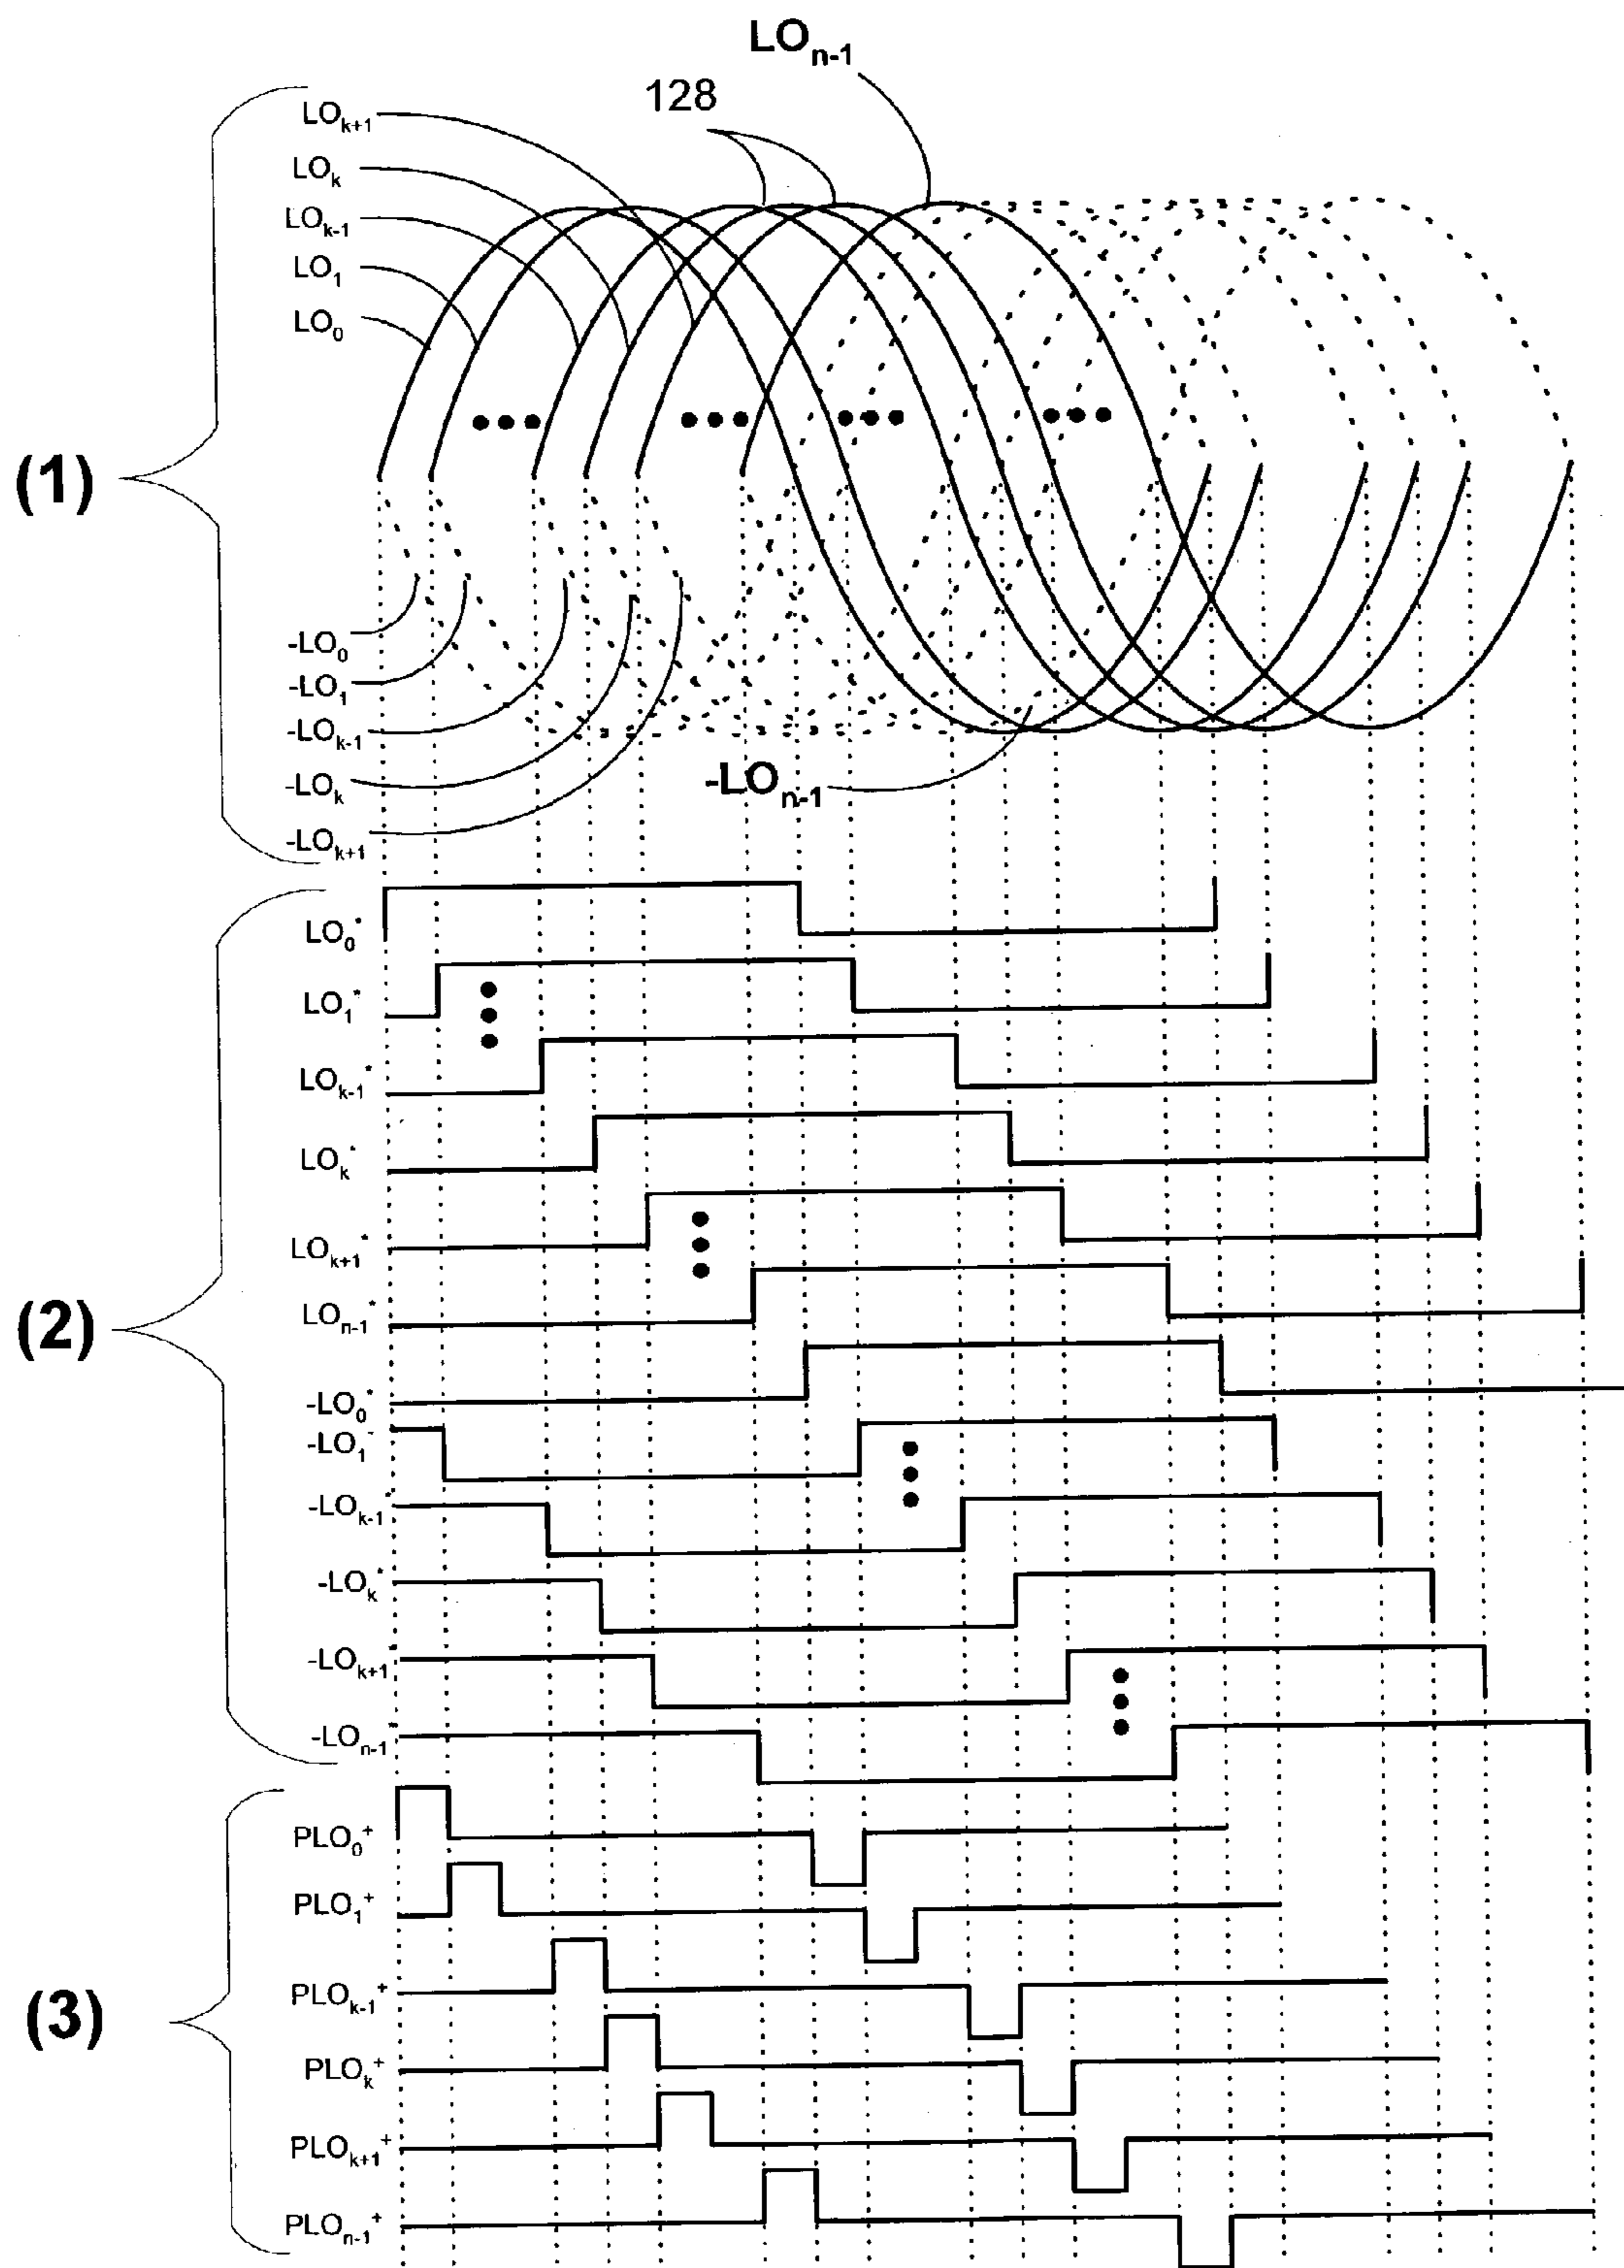 LOn-1
128
LOk+1
LOk
LOk-1
LO1
LO0
(1)
-LO0
-LO1
-LOk-1
-LOk
-LOn-1
-LOk+1
LO0*
LO1*
LOk-1*
LOk*
LOk+1*
(2)
LOn-1*
-LO0*
-LO1*
-LOk-1*
-LOk*
-LOk+1*
-LOn-1*
PLO0+
PLO1+
PLOk-1+
(3)
PLOk+
PLOk+1+
PLOn-1+